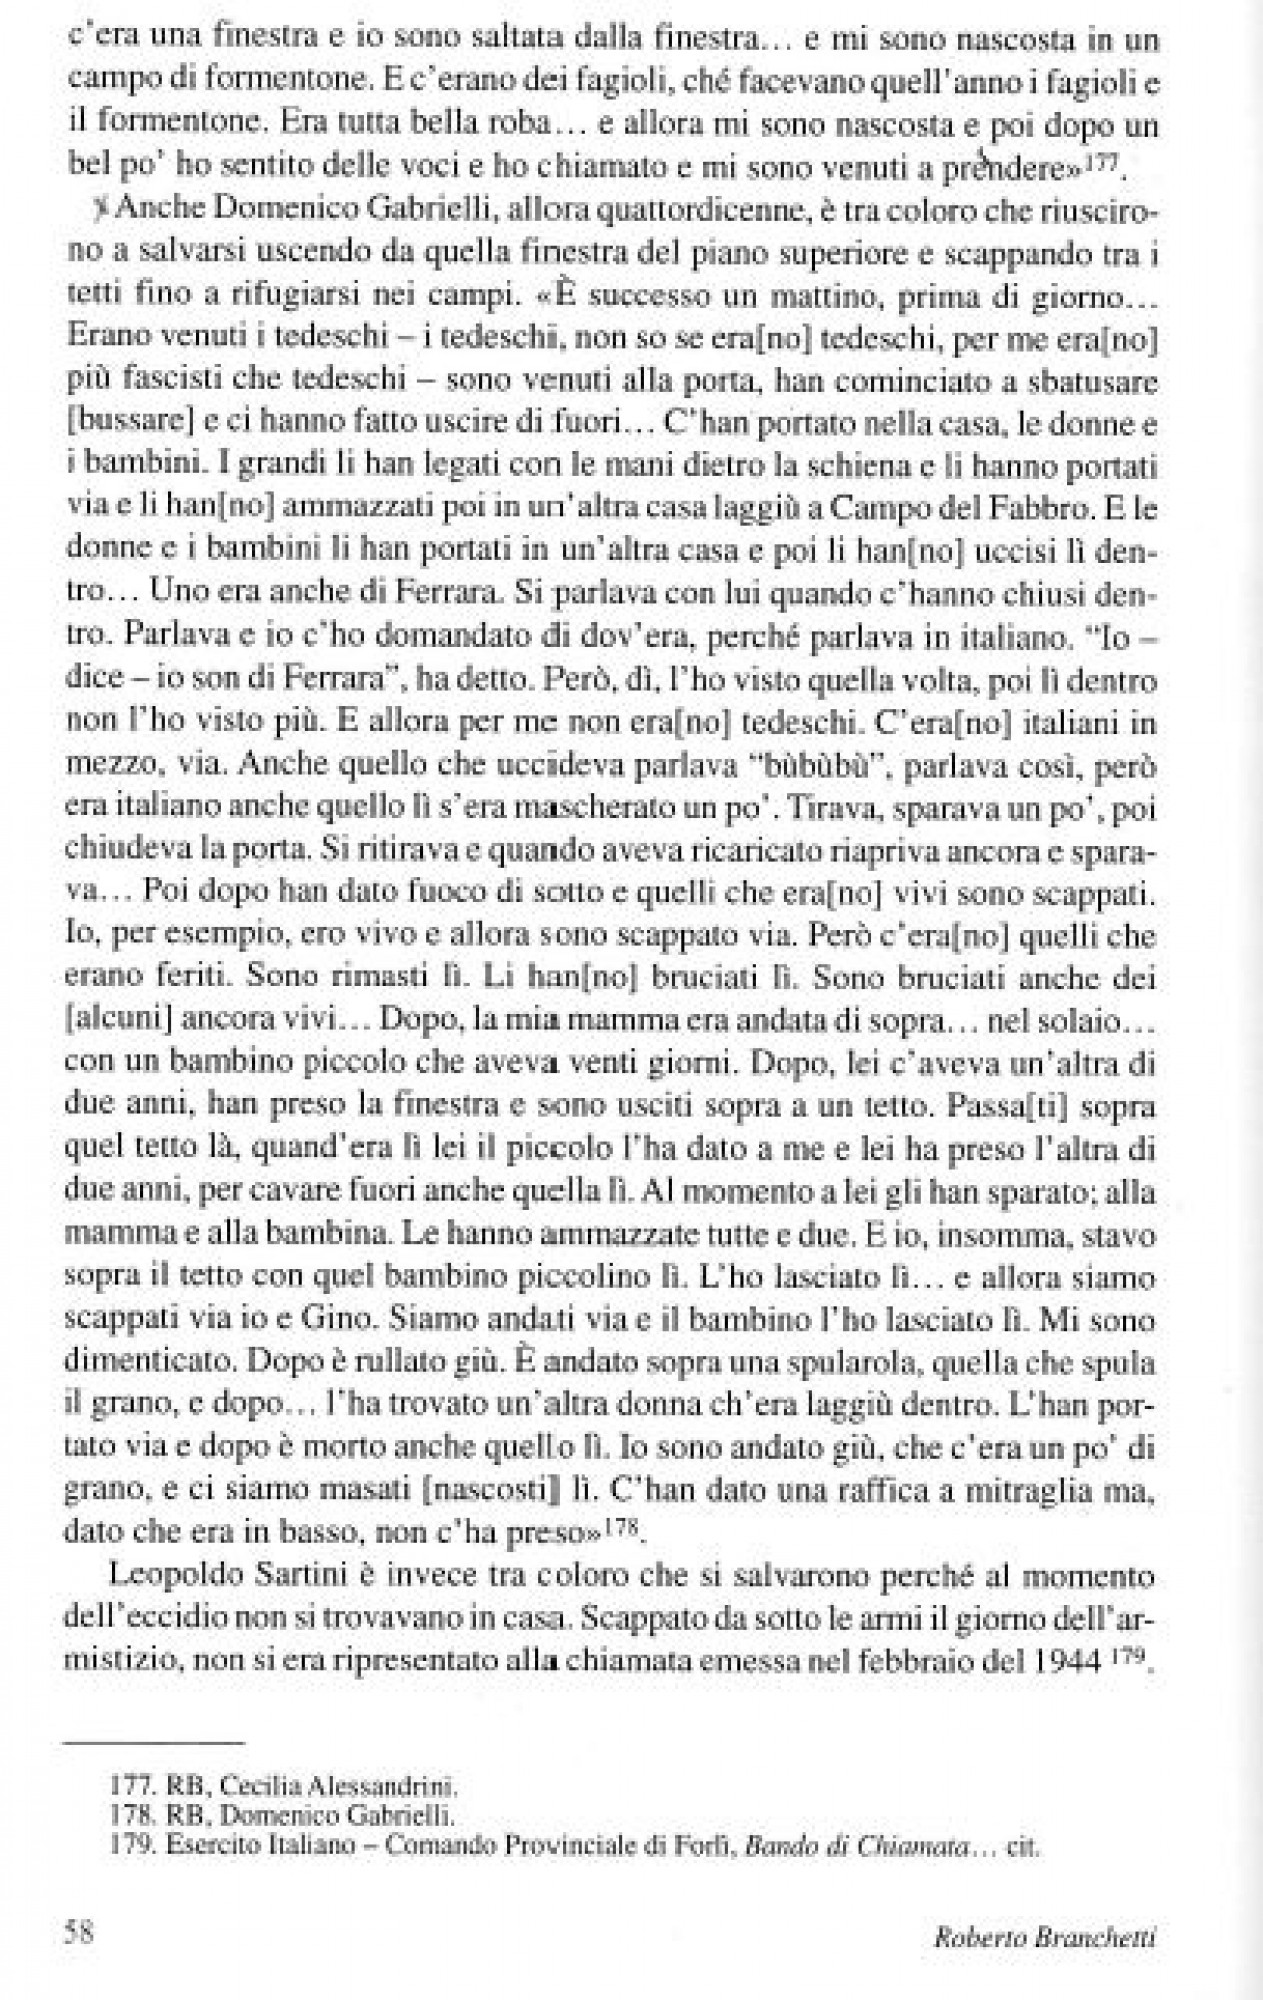 c'era una finestra e io sono saltata dalla finestra... e mi sono nascosta in un
campo di formentone. E c'erano dei fagioli, ché facevano quell'anno i fagioli e
il formentone. Era tutta bella roba... e allora mi sono nascosta e poi dopo un
bel po' ho sentito delle voci e ho chiamato e mi sono venuti a prendere»177.
Anche Domenico Gabrielli, allora quattordicenne, è tra coloro che riusciro-
no a salvarsi uscendo da quella finestra del piano superiore e scappando tra i
tetti fino a rifugiarsi nei campi. «È successo un mattino, prima di giorno...
Erano venuti i tedeschi – i tedeschi, non so se era[no] tedeschi, per me era[no]
più fascisti che tedeschi – sono venuti alla porta, han cominciato a sbatusare
[bussare] e ci hanno fatto uscire di fuori... C'han portato nella casa, le donne e
i bambini. I grandi li han legati con le mani dietro la schiena e li hanno portati
via e li han[no] ammazzati poi in un'altra casa laggiù a Campo del Fabbro. E le
donne e i bambini li han portati in un'altra casa e poi li han[no] uccisi lì den-
tro... Uno era anche di Ferrara. Si parlava con lui quando c'hanno chiusi den-
tro. Parlava e io c'ho domandato di dov'era, perché parlava in italiano. “Io –
dice – io son di Ferrara”, ha detto. Però, dì, l'ho visto quella volta, poi lì dentro
non l'ho visto più. E allora per me non era[no] tedeschi. C'era[no] italiani in
mezzo, via. Anche quello che uccideva parlava “bùbùbù”, parlava così, però
era italiano anche quello lì s'era mascherato un po'. Tirava, sparava un po', poi
chiudeva la porta. Si ritirava e quando aveva ricaricato riapriva ancora e spara-
va... Poi dopo han dato fuoco di sotto e quelli che era[no] vivi sono scappati.
Io, per esempio, ero vivo e allora sono scappato via. Però c'era[no] quelli che
erano feriti. Sono rimasti lì. Li han[no] bruciati lì. Sono bruciati anche dei
[alcuni] ancora vivi... Dopo, la mia mamma era andata di sopra... nel solaio...
con un bambino piccolo che aveva venti giorni. Dopo, lei c'aveva un'altra di
due anni, han preso la finestra e sono usciti sopra a un tetto. Passa[ti] sopra
quel tetto là, quand'era lì lei il piccolo l'ha dato a me e lei ha preso l'altra di
due anni, per cavare fuori anche quella lì. Al momento a lei gli han sparato; alla
mamma e alla bambina. Le hanno ammazzate tutte e due. E io, insomma, stavo
sopra il tetto con quel bambino piccolino lì. L'ho lasciato lì... e allora siamo
scappati via io e Gino. Siamo andati via e il bambino l'ho lasciato lì. Mi sono
dimenticato. Dopo è rullato giù. È andato sopra una spularola, quella che spula
il grano, e dopo... l'ha trovato un'altra donna ch'era laggiù dentro. L'han por-
tato via e dopo è morto anche quello lì. Io sono andato giù, che c'era un po' di
grano, e ci siamo masati [nascosti] lì. C'han dato una raffica a mitraglia ma,
dato che era in basso, non c'ha preso»178.
Leopoldo Sartini è invece tra coloro che si salvarono perché al momento
dell'eccidio non si trovavano in casa. Scappato da sotto le armi il giorno dell'ar-
mistizio, non si era ripresentato alla chiamata emessa nel febbraio del 1944 179.
177. RB, Cecilia Alessandrini.
178. RB, Domenico Gabrielli.
179. Esercito Italiano – Comando Provinciale di Forlì, Bando di Chiamata... cit.
58
Roberto Branchetti